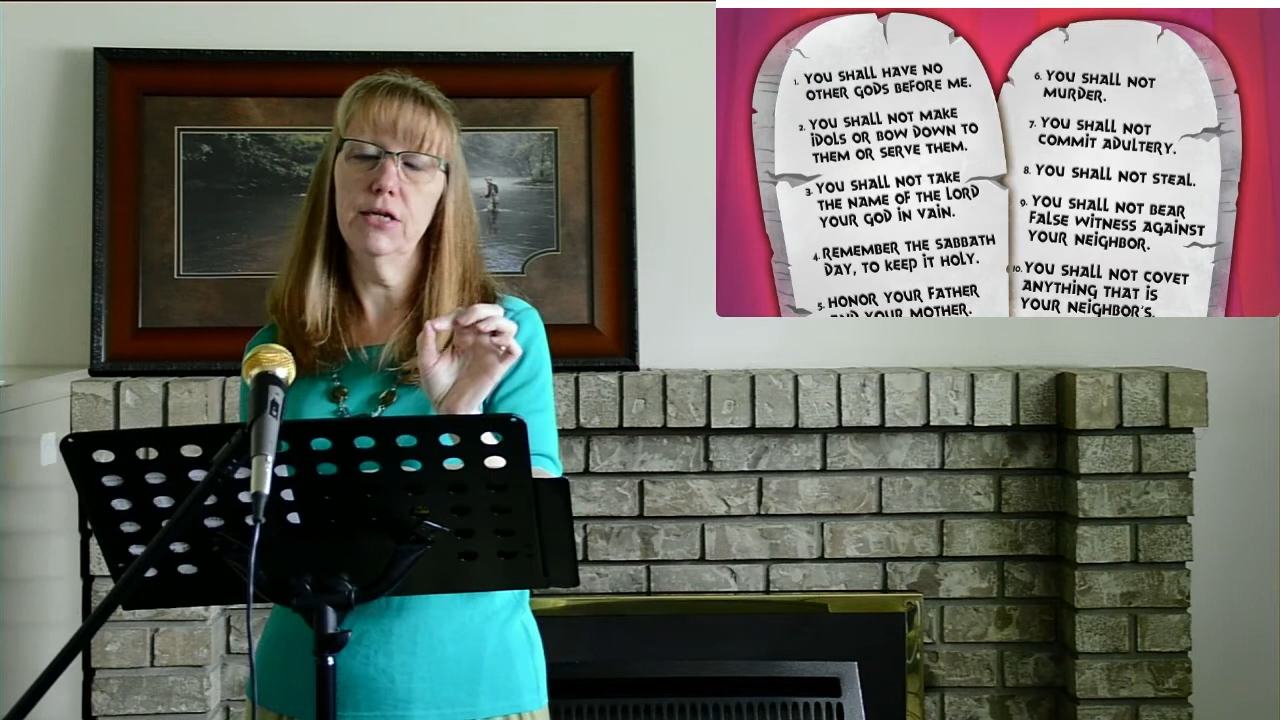 1. YOU SHALL HAVE NO
OTHER GODS BEFORE ME.
2. YOU SHALL NOT MAKE
IDOLS OR BOW DOWN TO
THEM OR SERVE THEM.
3. YOU SHALL NOT TAKE
THE NAME OF THE LORD
YOUR GOD IN VAIN.
4. REMEMBER THE SABBATH
DAY, TO KEEP IT HOLY.
5. HONOR YOUR FATHER
AND YOUR MOTHER.
6. YOU SHALL NOT
MURDER.
7. YOU SHALL NOT
COMMIT ADULTERY.
8. YOU SHALL NOT STEAL.
9. YOU SHALL NOT BEAR
FALSE WITNESS AGAINST
YOUR NEIGHBOR.
10. YOU SHALL NOT COVET
ANYTHING THAT IS
YOUR NEIGHBOR'S.